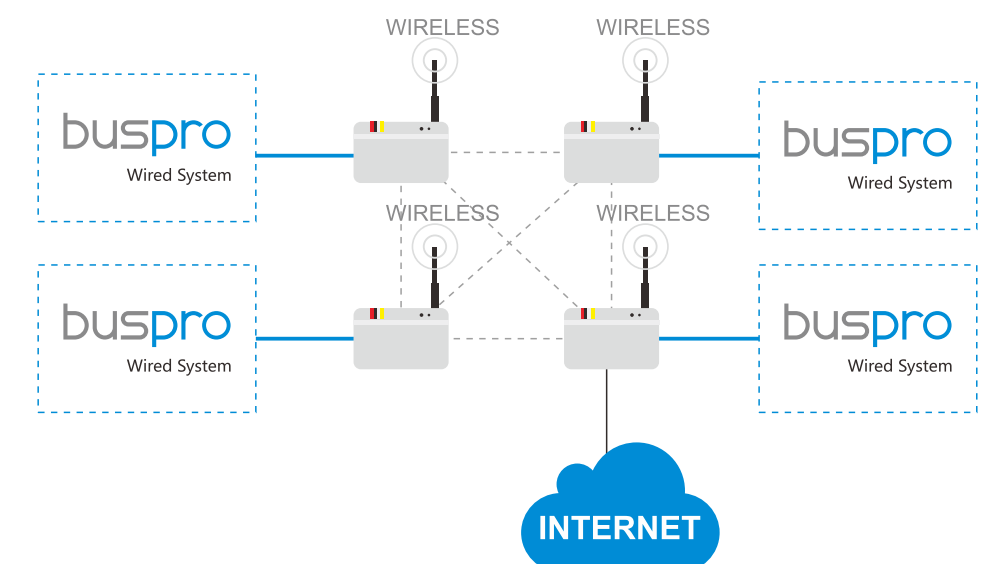 WIRELESS
WIRELESS
buspro
Wired System
buspro
Wired System
WIRELESS
WIRELESS
buspro
Wired System
buspro
Wired System
INTERNET